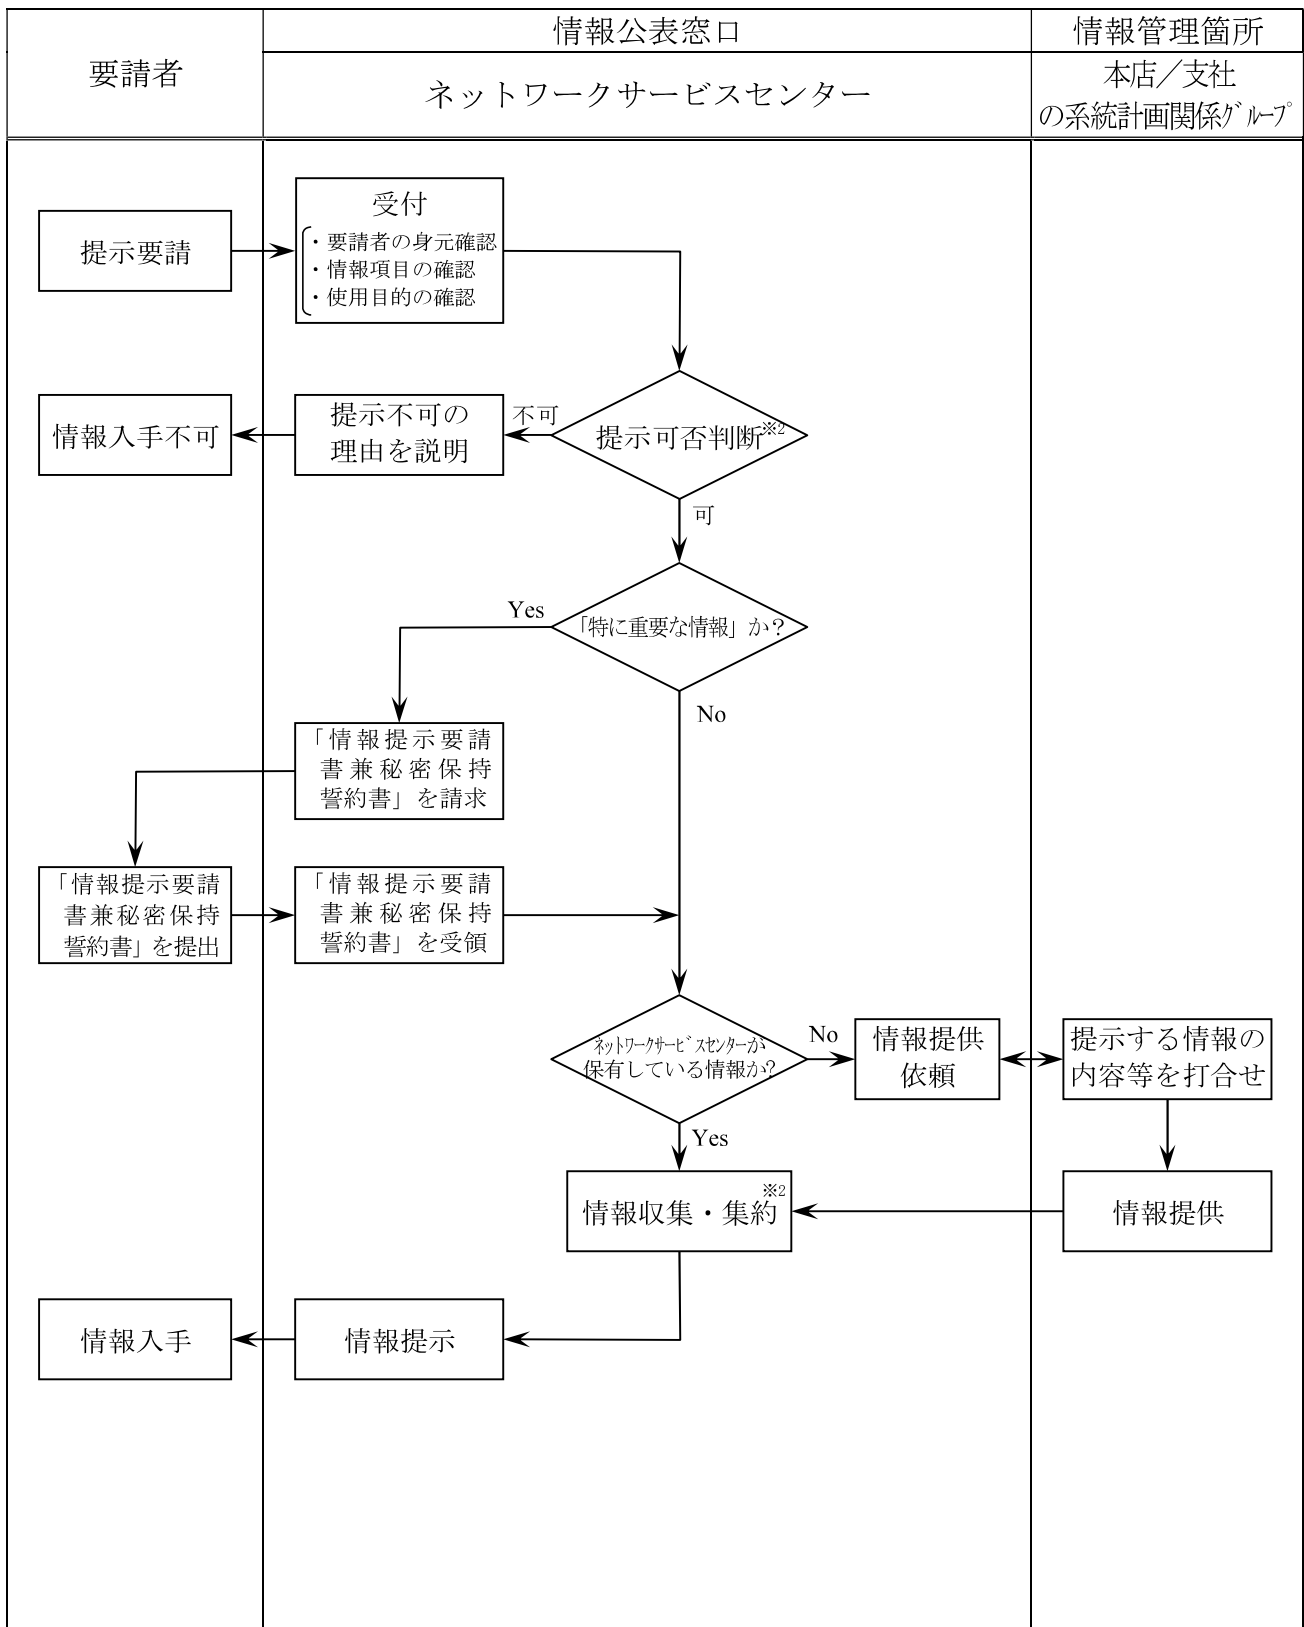 要請者
情報公表窓口
情報管理箇所
ネットワークサービスセンター
本店／支社
の系統計画関係グループ
提示要請
受付
・要請者の身元確認
・情報項目の確認
・使用目的の確認
情報入手不可
提示不可の
理由を説明
不可
提示可否判断※2
可
「特に重要な情報」か?
Yes
No
「情報提示要請
書兼秘密保持
誓約書」を請求
「情報提示要請
書兼秘密保持
誓約書」を提出
「情報提示要請
書兼秘密保持
誓約書」を受領
ネットワークサービスセンターが
保有している情報か?
No
情報提供
依頼
提示する情報の
内容等を打合せ
Yes
※2
情報収集・集約
情報提供
情報入手
情報提示